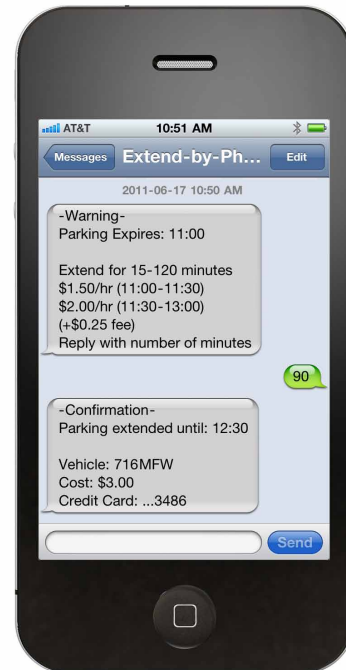 AT&T 10:51 AM
Messages Extend-by-Ph... Edit
2011-06-17 10:50 AM
-Warning-
Parking Expires: 11:00
Extend for 15-120 minutes
$1.50/hr (11:00-11:30)
$2.00/hr (11:30-13:00)
(+$0.25 fee)
Reply with number of minutes
90
-Confirmation-
Parking extended until: 12:30
Vehicle: 716MFW
Cost: $3.00
Credit Card: ...3486
Send